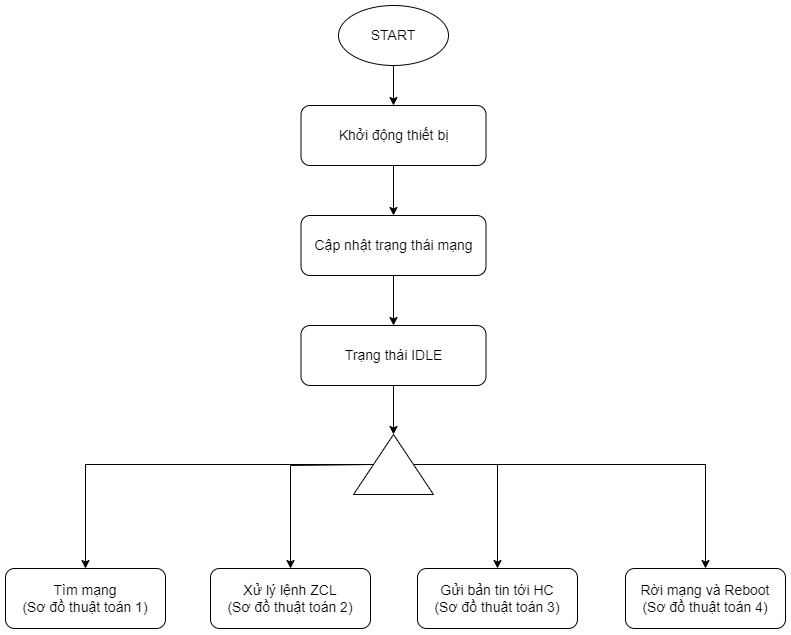 START
Khởi động thiết bị
Cập nhật trạng thái mạng
Trạng thái IDLE
Tìm mạng
(Sơ đồ thuật toán 1)
Xử lý lệnh ZCL
(Sơ đồ thuật toán 2)
Gửi bản tin tới HC
(Sơ đồ thuật toán 3)
Rời mạng và Reboot
(Sơ đồ thuật toán 4)